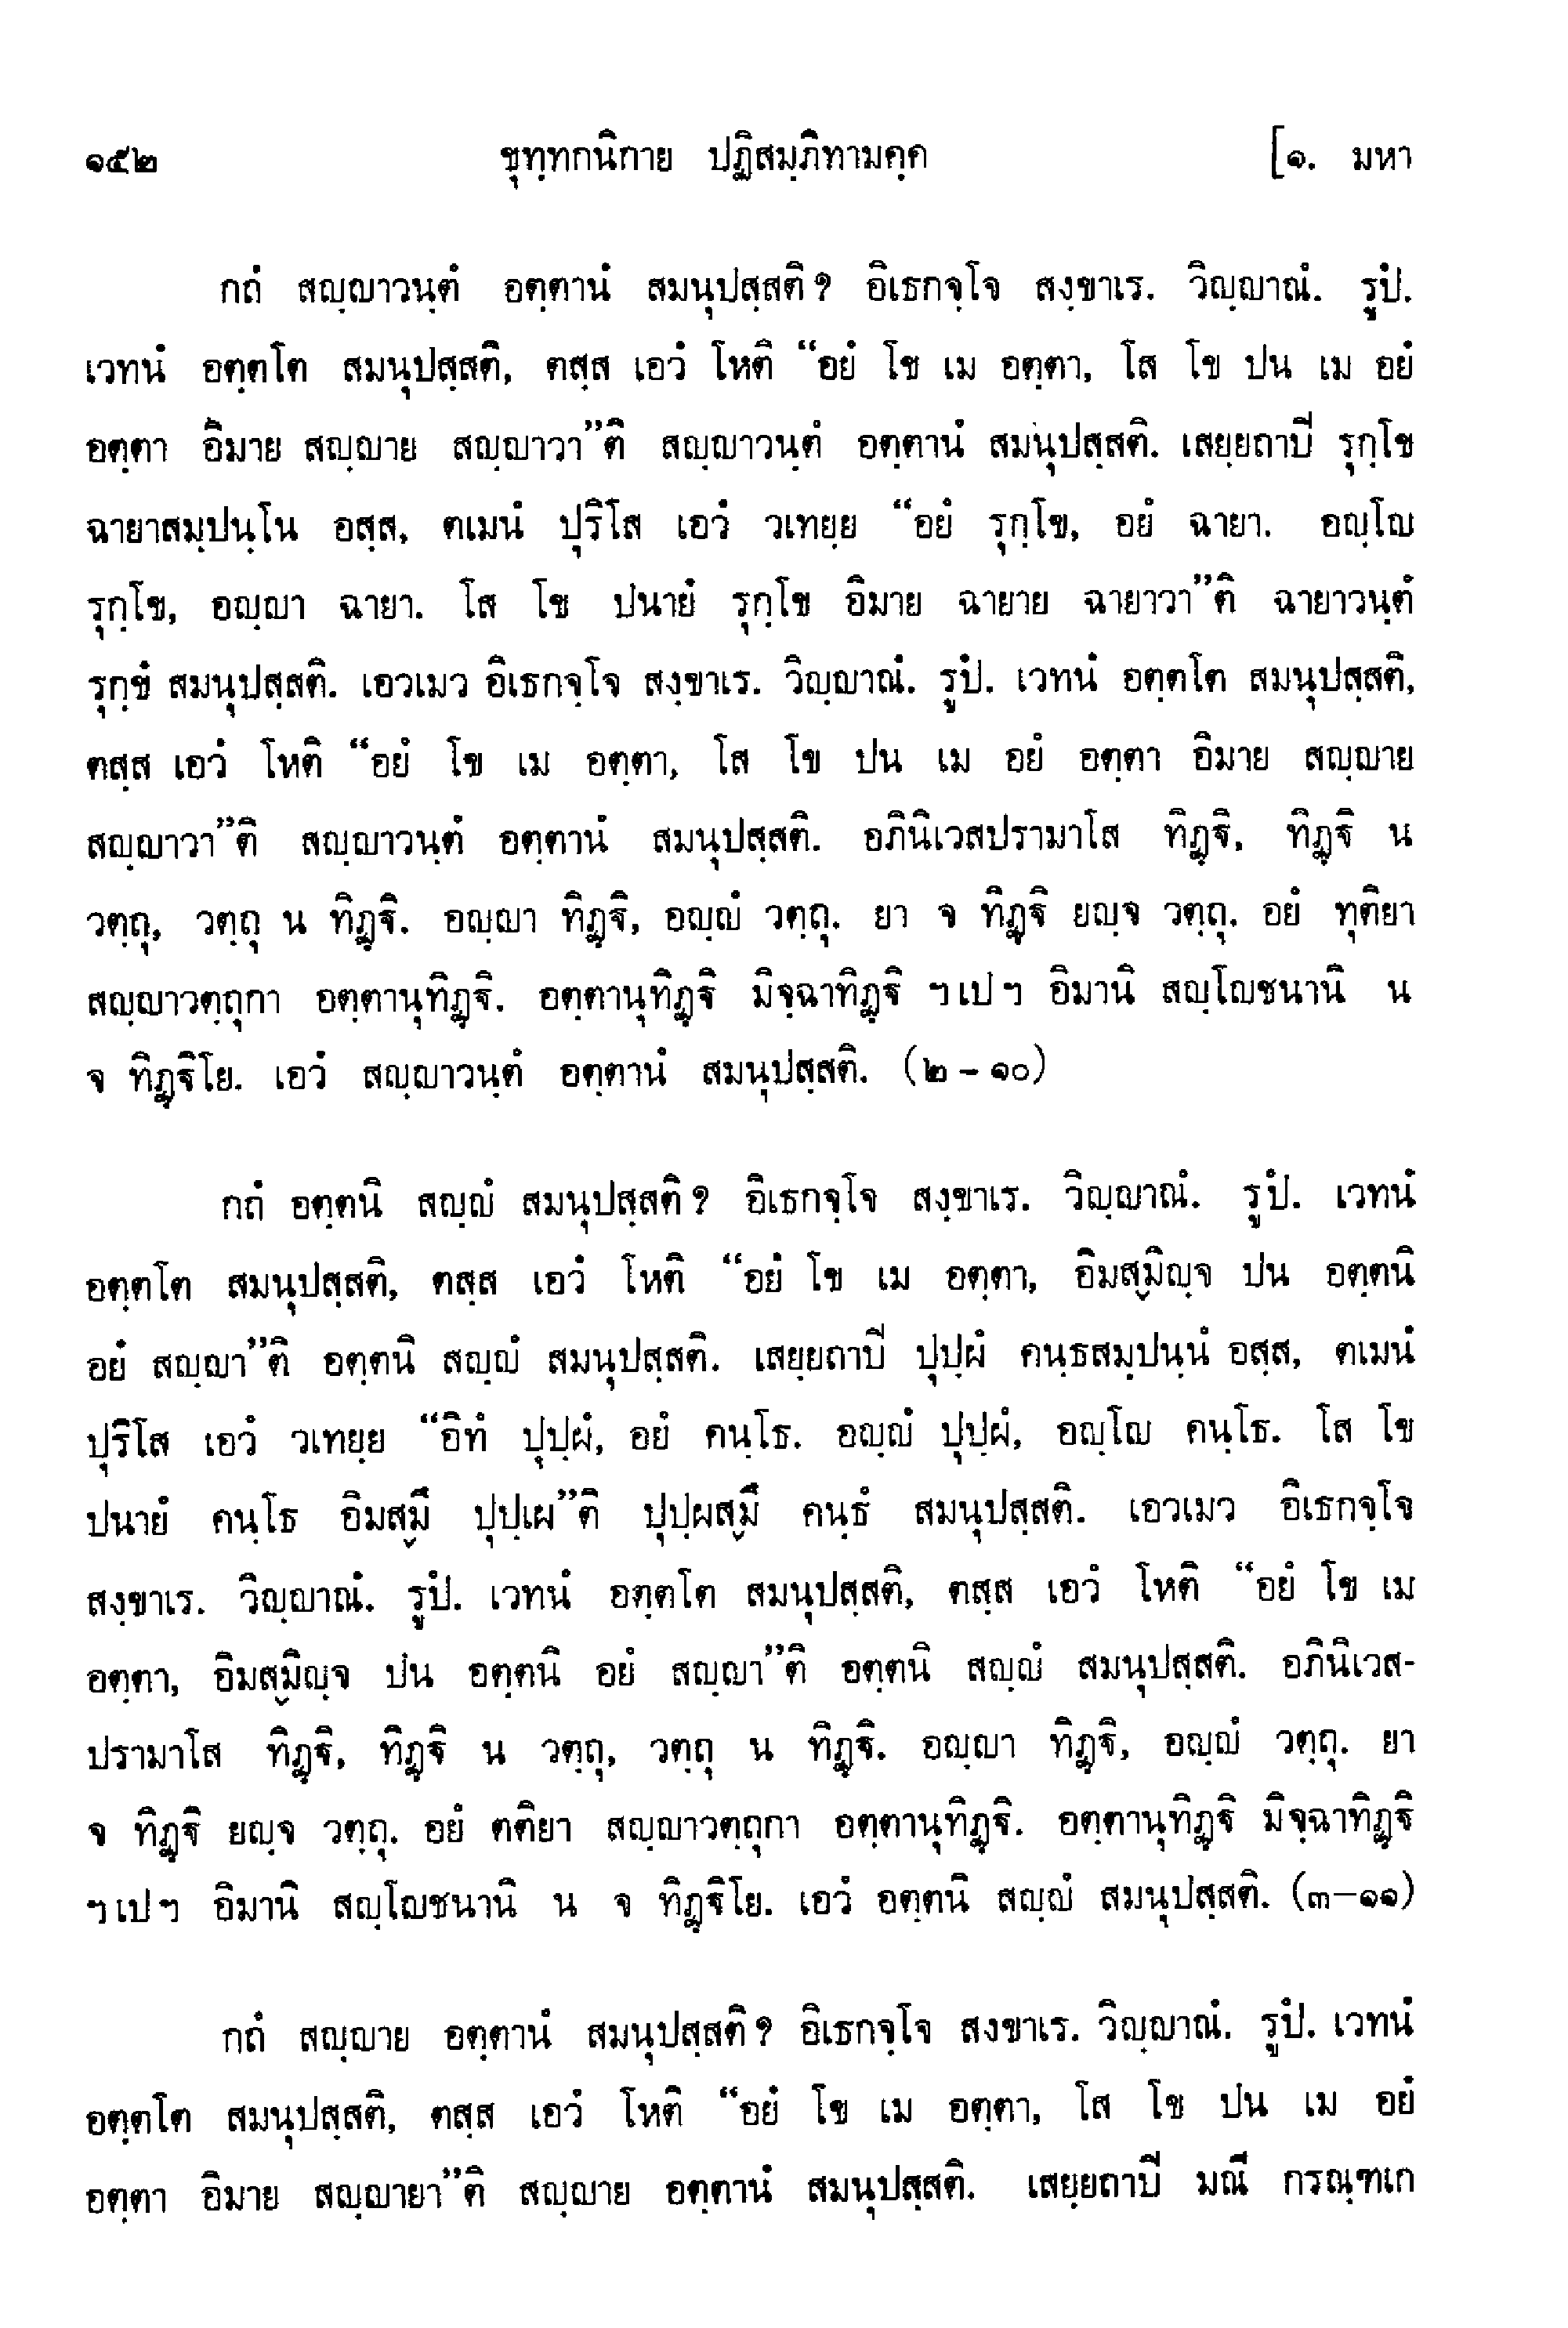 ๑๕๒ ขุทฺทกนิกาย ปฏิสมฺภิทามคฺค [๑. มหา
กถํ สญฺญาวนฺตํ อตฺตานํ สมนุปสฺสติ? อิเธกจฺโจ สงฺขาเร. วิญฺญาณํ. รูปํ.
เวทนํ อตฺตโต สมนุปสฺสติ, ตสฺส เอวํ โหติ “อยํ โข เม อตฺตา, โส โข ปน เม อยํ
อตฺตา อิมาย สญฺญาย สญฺญาวา”ติ สญฺญาวนฺตํ อตฺตานํ สมนุปสฺสติ. เสยฺยถาปี รุกฺโข
ฉายาสมฺปนฺโน อสฺส, ตเมนํ ปุริโส เอวํ วเทยฺย “อยํ รุกฺโข, อยํ ฉายา. อญฺโญ
รุกฺโข, อญฺญา ฉายา. โส โข ปนายํ รุกฺโข อิมาย ฉายาย ฉายาวา”ติ ฉายาวนฺตํ
รุกฺขํ สมนุปสฺสติ. เอวเมว อิเธกจฺโจ สงฺขาเร. วิญฺญาณํ. รูปํ. เวทนํ อตฺตโต สมนุปสฺสติ,
ตสฺส เอวํ โหติ “อยํ โข เม อตฺตา, โส โข ปน เม อยํ อตฺตา อิมาย สญฺญาย
สญฺญาวา”ติ สญฺญาวนฺตํ อตฺตานํ สมนุปสฺสติ. อภินิเวสปรามาโส ทิฏฺฐิ, ทิฏฺฐิ น
วตฺถุ, วตฺถุ น ทิฏฺฐิ. อญฺญา ทิฏฺฐิ, อญฺญํ วตฺถุ. ยา จ ทิฏฺฐิ ยญฺจ วตฺถุ. อยํ ทุติยา
สญฺญาวตฺถุกา อตฺตานุทิฏฺฐิ. อตฺตานุทิฏฺฐิ มิจฺฉาทิฏฺฐิ ฯเปฯ อิมานิ สญฺโญชนานิ น
จ ทิฏฺฐิโย. เอวํ สญฺญาวนฺตํ อตฺตานํ สมนุปสฺสติ. (๒ – ๑๐)
กถํ อตฺตนิ สญฺญํ สมนุปสฺสติ? อิเธกจฺโจ สงฺขาเร. วิญฺญาณํ. รูปํ. เวทนํ
อตฺตโต สมนุปสฺสติ, ตสฺส เอวํ โหติ “อยํ โข เม อตฺตา, อิมสฺมิญฺจ ปน อตฺตนิ
อยํ สญฺญา”ติ อตฺตนิ สญฺญํ สมนุปสฺสติ. เสยฺยถาปี ปุปฺผํ คนฺธสมฺปนฺนํ อสฺส, ตเมนํ
ปุริโส เอวํ วเทยฺย “อิทํ ปุปฺผํ, อยํ คนฺโธ. อญฺญํ ปุปฺผํ, อญฺโญ คนฺโธ. โส โข
ปนายํ คนฺโธ อิมสฺมึ ปุปฺเผ”ติ ปุปฺผสฺมึ คนฺธํ สมนุปสฺสติ. เอวเมว อิเธกจฺโจ
สงฺขาเร. วิญฺญาณํ. รูปํ. เวทนํ อตฺตโต สมนุปสฺสติ, ตสฺส เอวํ โหติ “อยํ โข เม
อตฺตา, อิมสฺมิญฺจ ปน อตฺตนิ อยํ สญฺญา”ติ อตฺตนิ สญฺญํ สมนุปสฺสติ. อภินิเวส-
ปรามาโส ทิฏฺฐิ, ทิฏฺฐิ น วตฺถุ, วตฺถุ น ทิฏฺฐิ. อญฺญา ทิฏฺฐิ, อญฺญํ วตฺถุ. ยา
จ ทิฏฺฐิ ยญฺจ วตฺถุ. อยํ ตติยา สญฺญาวตฺถุกา อตฺตานุทิฏฺฐิ. อตฺตานุทิฏฺฐิ มิจฺฉาทิฏฺฐิ
ฯเปฯ อิมานิ สญฺโญชนานิ น จ ทิฏฺฐิโย. เอวํ อตฺตนิ สญฺญํ สมนุปสฺสติ. (๓–๑๑)
กถํ สญฺญาย อตฺตานํ สมนุปสฺสติ? อิเธกจฺโจ สงขาเร. วิญฺญาณํ. รูปํ. เวทนํ
อตฺตโต สมนุปสฺสติ, ตสฺส เอวํ โหติ “อยํ โข เม อตฺตา, โส โข ปน เม อยํ
อตฺตา อิมาย สญฺญายา”ติ สญฺญาย อตฺตานํ สมนุปสฺสติ. เสยฺยถาปี มณี กรณฺฑเก